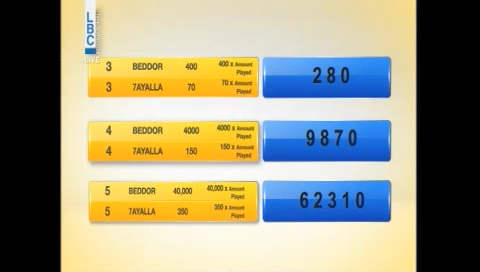 LBC
LIVE
3 BEDDOR 400 400 x Amount Played
3 7AYALLA 70 70 x Amount Played
280
4 BEDDOR 4000 4000 x Amount Played
4 7AYALLA 150 150 x Amount Played
9870
5 BEDDOR 40,000 40,000 x Amount Played
5 7AYALLA 350 350 x Amount Played
62310